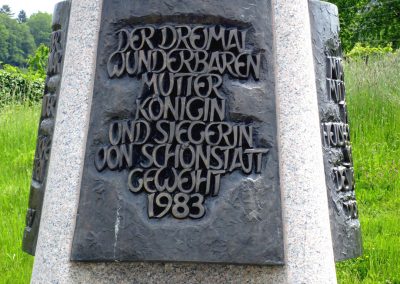 DER DREIMAL
WUNDERBAREN
MUTTER
KÖNIGIN
UND SIEGERIN
VON SCHÖNSTATT
GEWEIHT
1983